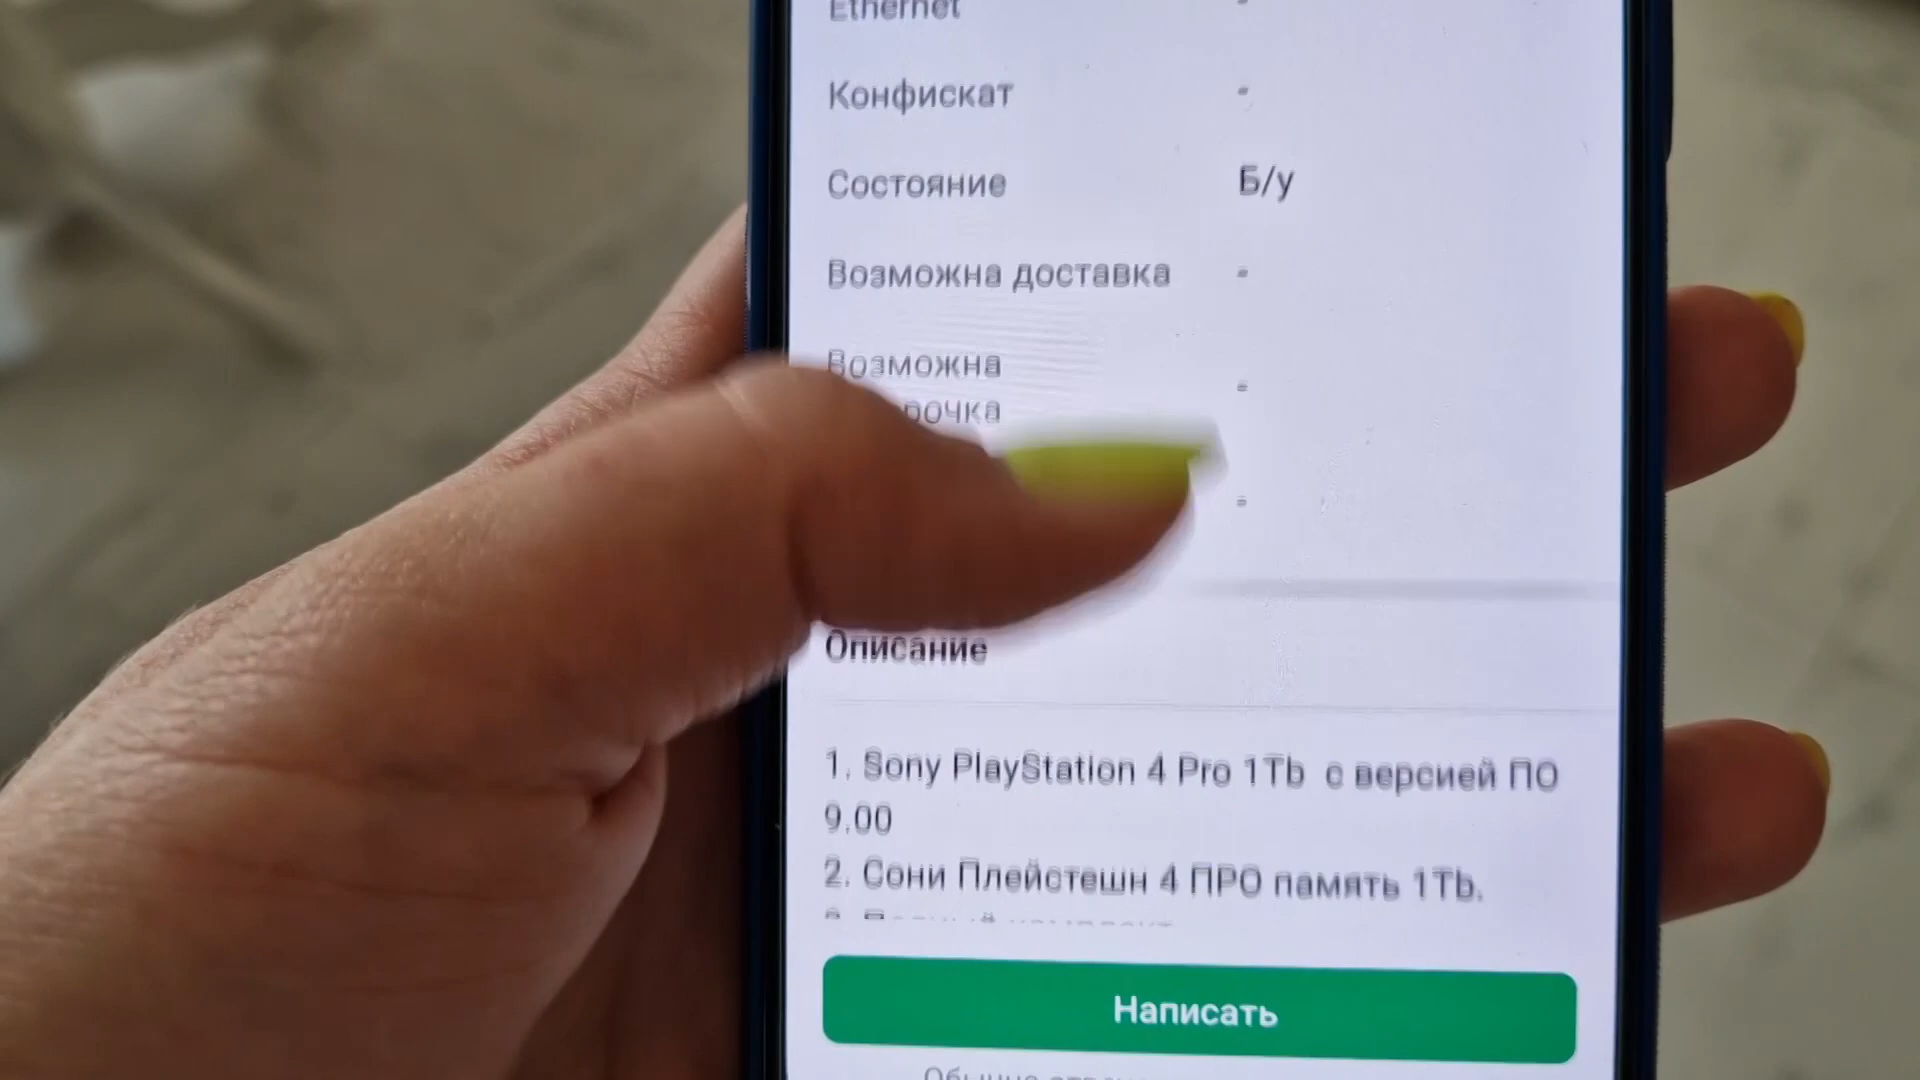 Ethernet -
Конфискат -
Состояние Б/у
Возможна доставка -
Возможна -
-
Описание
1. Sony PlayStation 4 Pro 1Tb с версией ПО
9.00
2. Сони Плейстешн 4 ПРО память 1Tb.
Написать